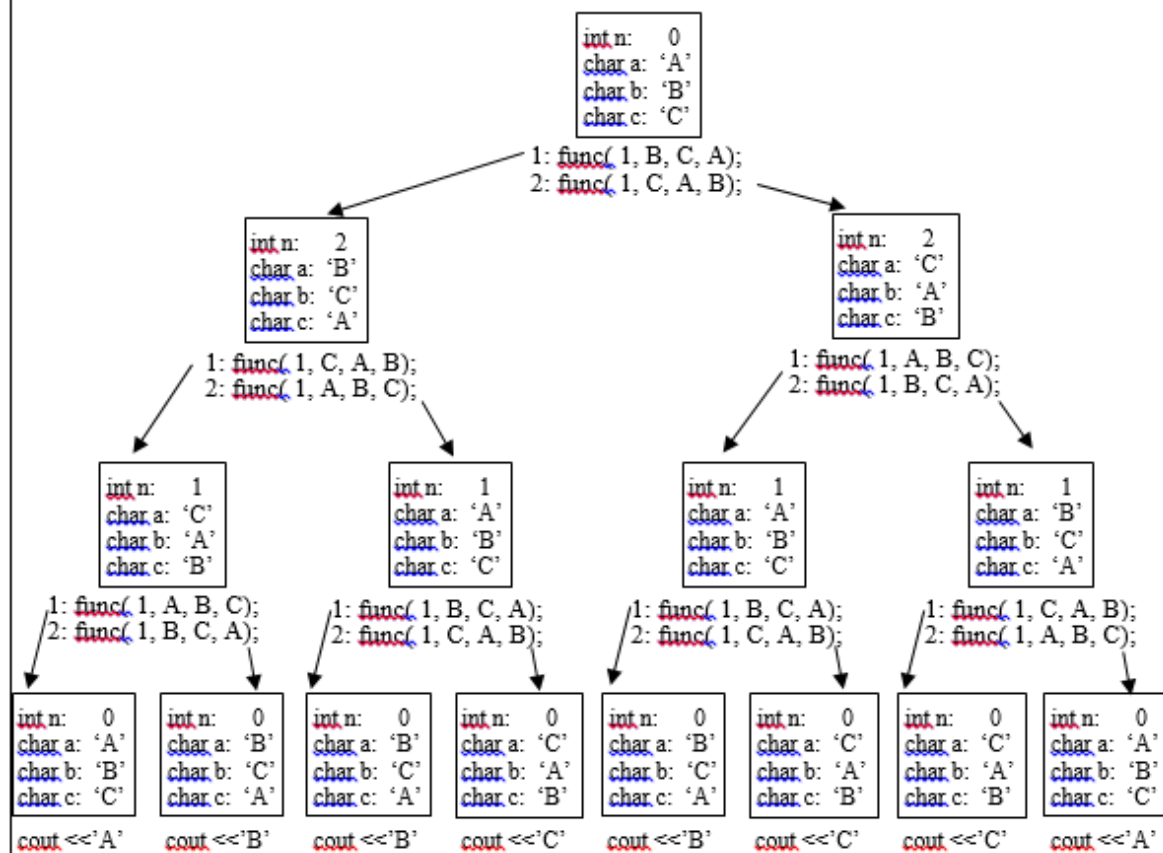 int n: 0
char a: ‘A’
char b: ‘B’
char c: ‘C’
1: func( 1, B, C, A);
2: func( 1, C, A, B);
int n: 2
char a: ‘B’
char b: ‘C’
char c: ‘A’
1: func( 1, C, A, B);
2: func( 1, A, B, C);
int n: 2
char a: ‘C’
char b: ‘A’
char c: ‘B’
1: func( 1, A, B, C);
2: func( 1, B, C, A);
int n: 1
char a: ‘C’
char b: ‘A’
char c: ‘B’
1: func( 1, A, B, C);
2: func( 1, B, C, A);
int n: 1
char a: ‘A’
char b: ‘B’
char c: ‘C’
1: func( 1, B, C, A);
2: func( 1, C, A, B);
int n: 1
char a: ‘A’
char b: ‘B’
char c: ‘C’
1: func( 1, B, C, A);
2: func( 1, C, A, B);
int n: 1
char a: ‘B’
char b: ‘C’
char c: ‘A’
1: func( 1, C, A, B);
2: func( 1, A, B, C);
int n: 0
char a: ‘A’
char b: ‘B’
char c: ‘C’
cout <<’A’
int n: 0
char a: ‘B’
char b: ‘C’
char c: ‘A’
cout <<’B’
int n: 0
char a: ‘B’
char b: ‘C’
char c: ‘A’
cout <<’B’
int n: 0
char a: ‘C’
char b: ‘A’
char c: ‘B’
cout <<’C’
int n: 0
char a: ‘B’
char b: ‘C’
char c: ‘A’
cout <<’B’
int n: 0
char a: ‘C’
char b: ‘A’
char c: ‘B’
cout <<’C’
int n: 0
char a: ‘C’
char b: ‘A’
char c: ‘B’
cout <<’C’
int n: 0
char a: ‘A’
char b: ‘B’
char c: ‘C’
cout <<’A’